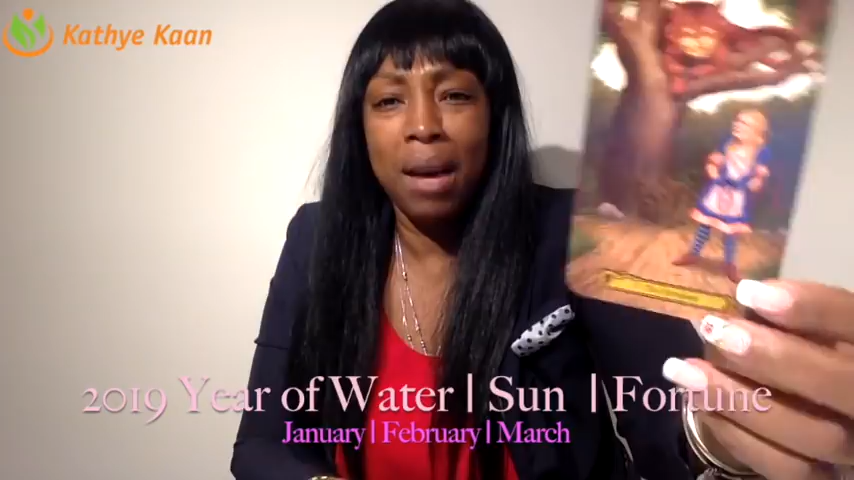 Kathye Kaan
2019 Year of Water | Sun | Fortune
January|February|March